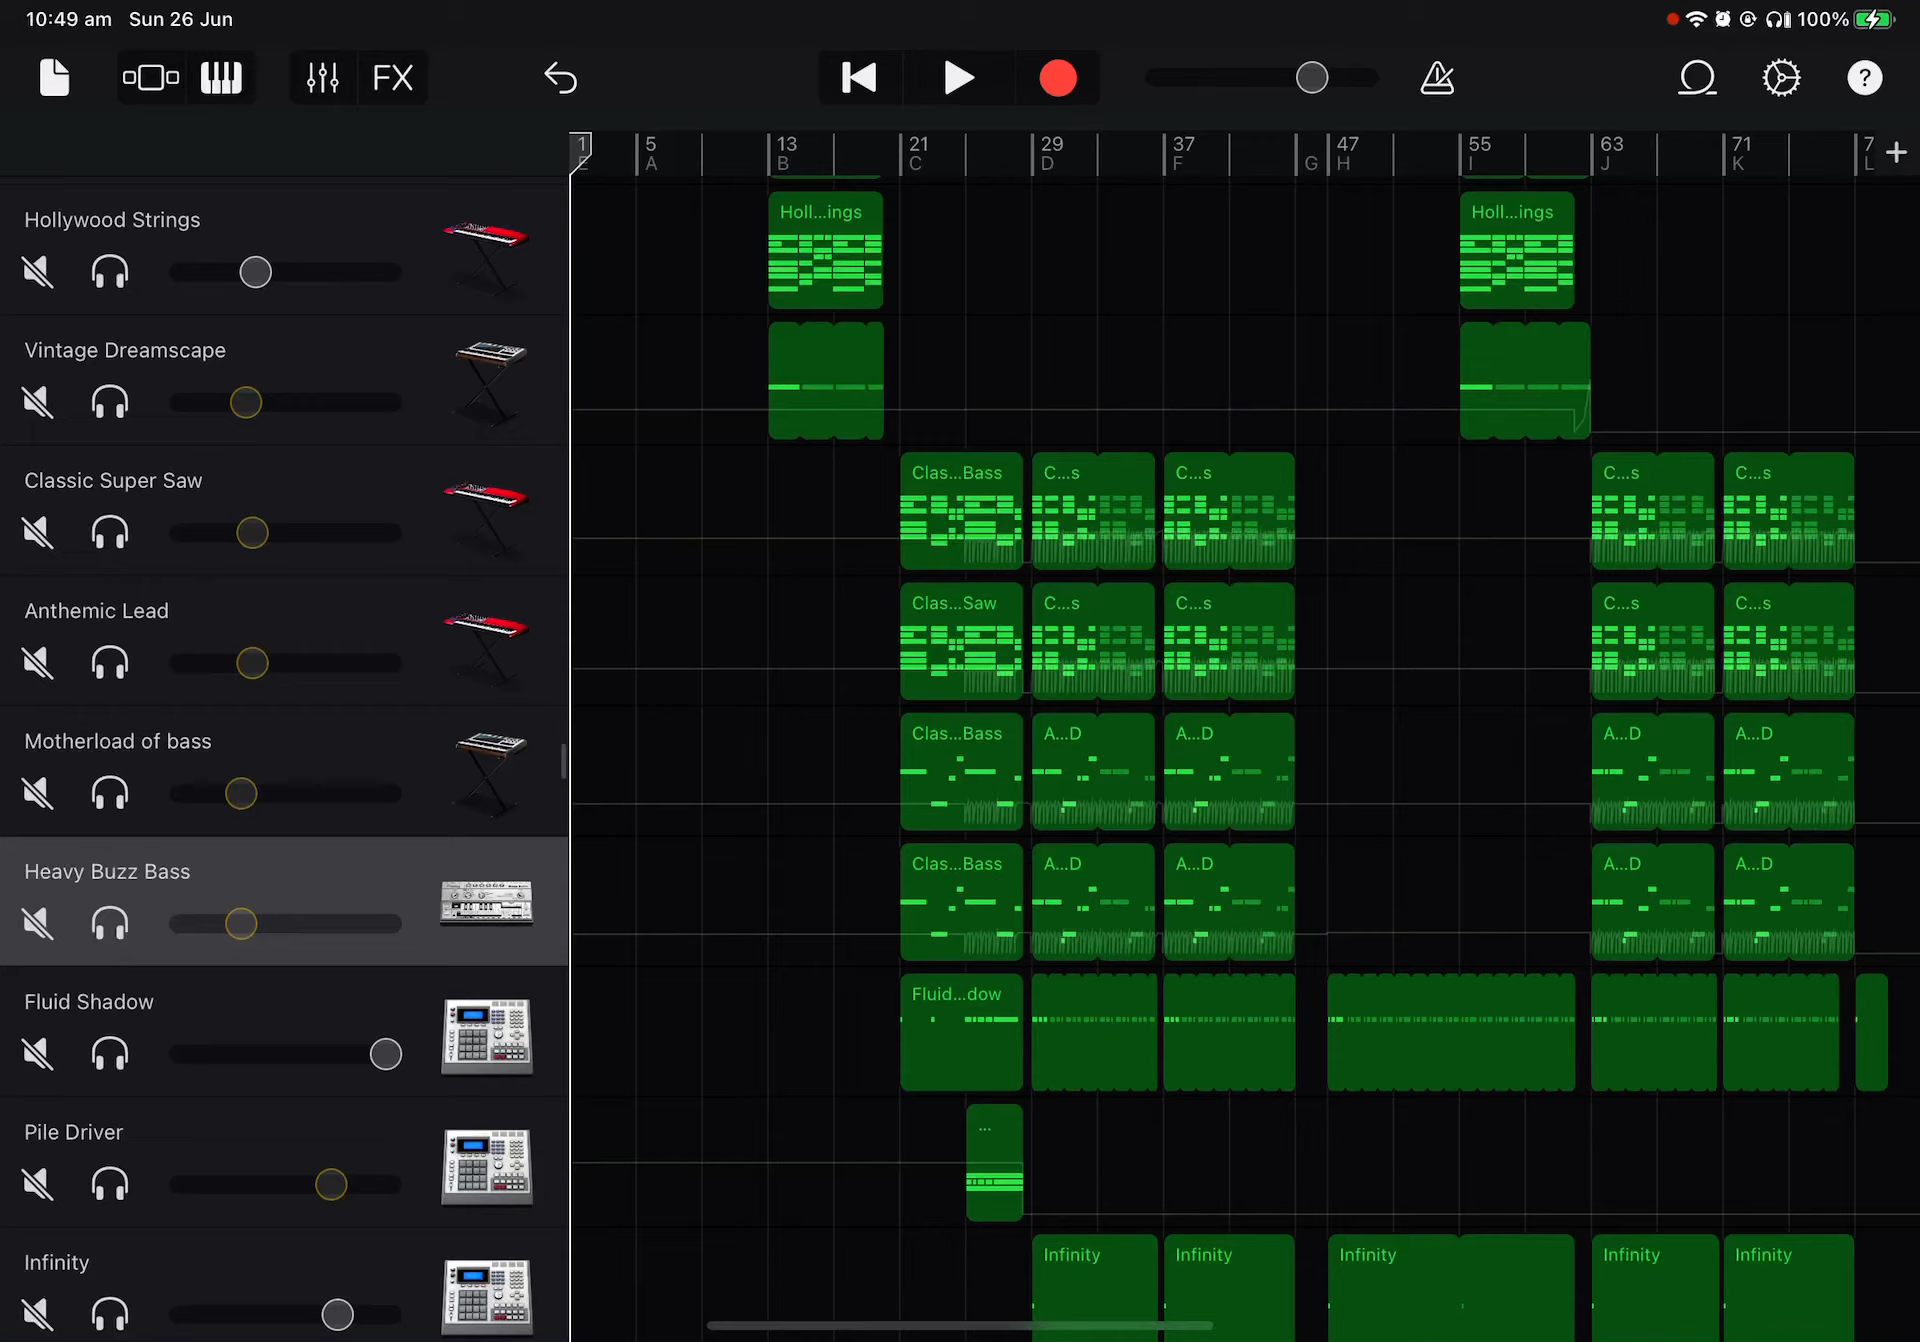 10:49 am Sun 26 Jun
100%
FX
?
1 5 13 21 29 37 47 55 63 71 7 +
E A B C D F G H I J K L
Hollywood Strings
Holl...ings
Holl...ings
Vintage Dreamscape
Classic Super Saw
Clas...Bass
C...s
C...s
C...s
C...s
Anthemic Lead
Clas...Saw
C...s
C...s
C...s
C...s
Motherload of bass
Clas...Bass
A...D
A...D
A...D
A...D
Heavy Buzz Bass
Clas...Bass
A...D
A...D
A...D
A...D
Fluid Shadow
Fluid...dow
Pile Driver
...
Infinity
Infinity
Infinity
Infinity
Infinity
Infinity